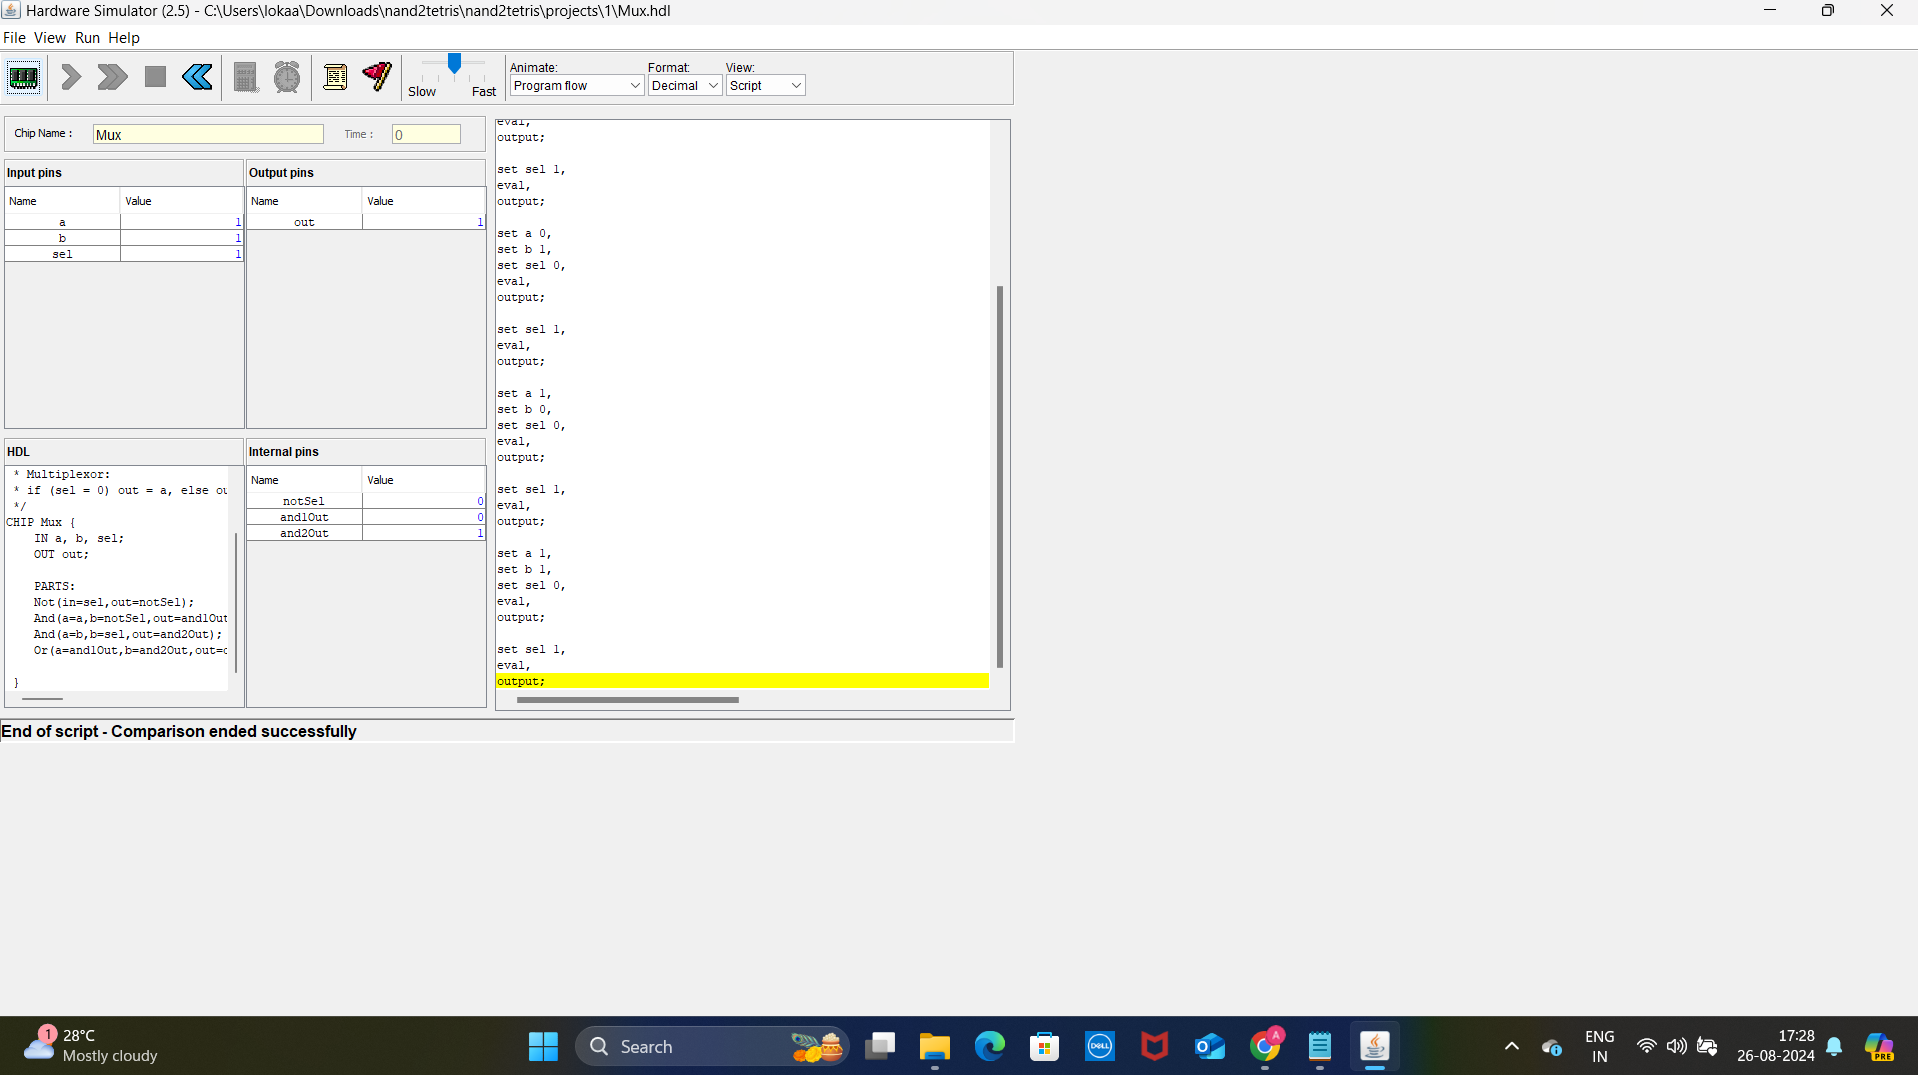 Hardware Simulator (2.5) - C:\Users\lokaa\Downloads\nand2tetris\nand2tetris\projects\1\Mux.hdl
File View Run Help
Slow Fast
Animate: Format: View:
Program flow Decimal Script
Chip Name : Mux Time : 0
Input pins
Name Value
a 1
b 1
sel 1
Output pins
Name Value
out 1
HDL
* Multiplexor:
* if (sel = 0) out = a, else
*/
CHIP Mux {
IN a, b, sel;
OUT out;
PARTS:
Not(in=sel,out=notSel);
And(a=a,b=notSel,out=and1Out
And(a=b,b=sel,out=and2Out);
Or(a=and1Out,b=and2Out,out=
}
Internal pins
Name Value
notSel 0
and1Out 0
and2Out 1
eval,
output;
set sel 1,
eval,
output;
set a 0,
set b 1,
set sel 0,
eval,
output;
set sel 1,
eval,
output;
set a 1,
set b 0,
set sel 0,
eval,
output;
set sel 1,
eval,
output;
set a 1,
set b 1,
set sel 0,
eval,
output;
set sel 1,
eval,
output;
End of script - Comparison ended successfully
1
28°C
Mostly cloudy
Search
DELL
A
ENG
IN
17:28
26-08-2024
PRE